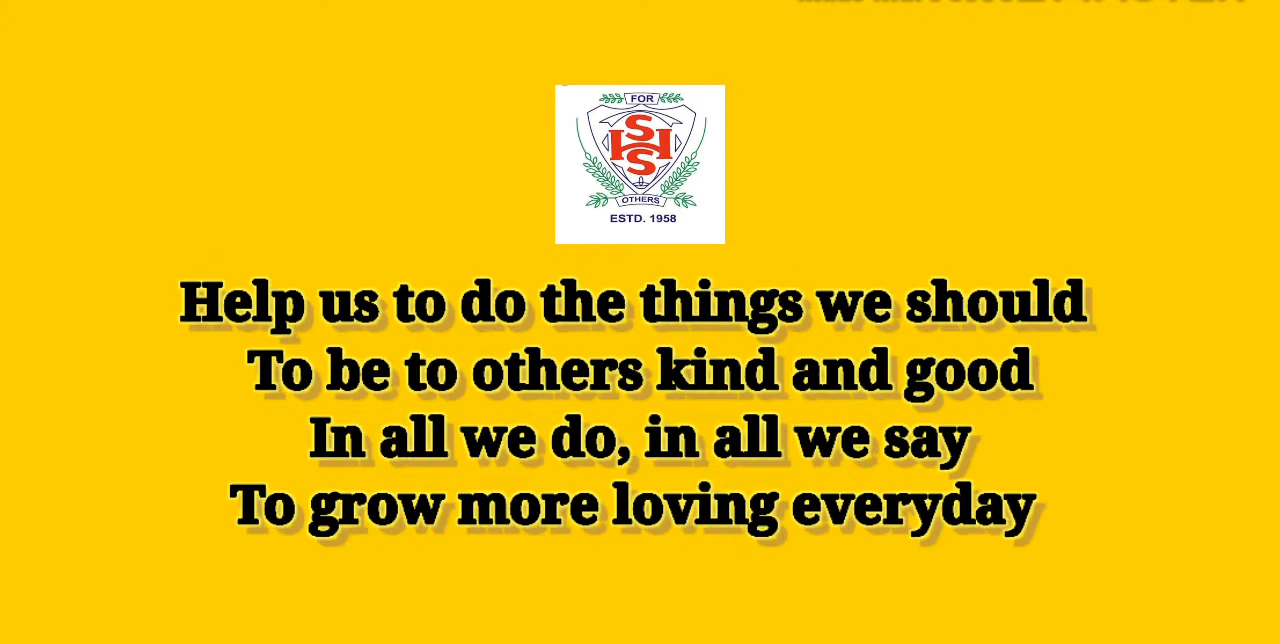 FOR
SHS
OTHERS
ESTD. 1958
Help us to do the things we should
To be to others kind and good
In all we do, in all we say
To grow more loving everyday